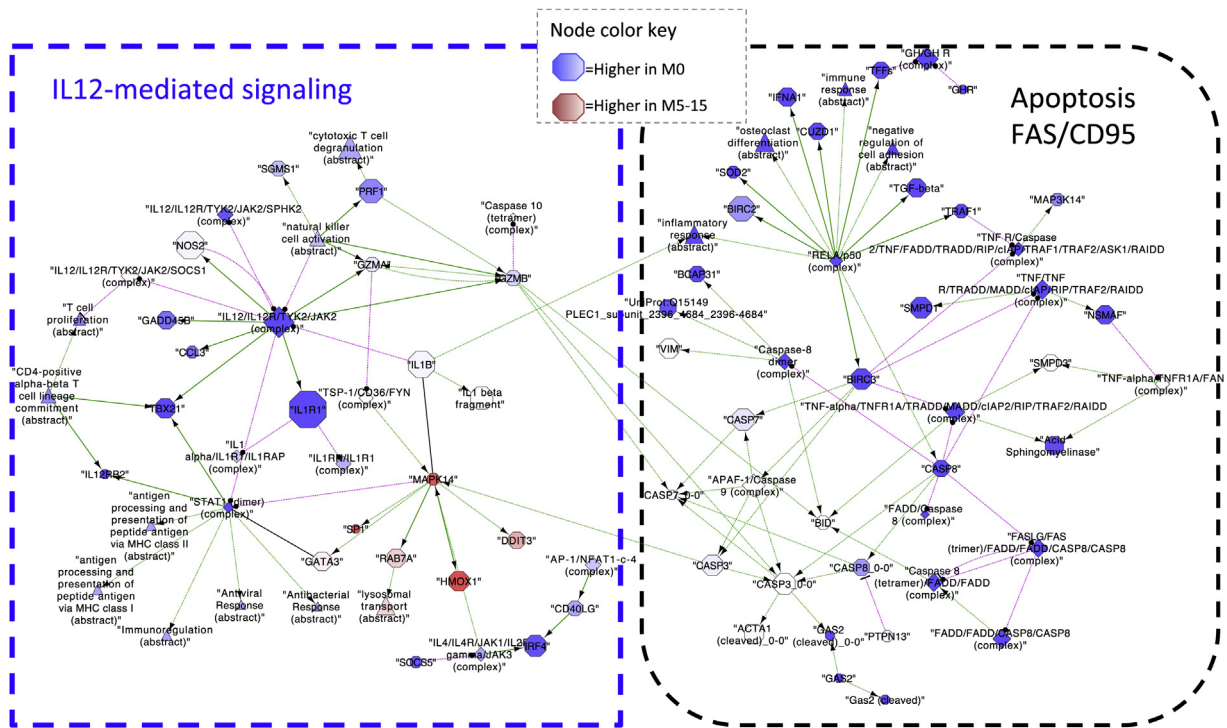 Node color key
=Higher in M0
=Higher in M5-15
IL12-mediated signaling
"cytotoxic T cell
degranulation
(abstract)"
"SGMS1"
"PRF1"
"IL12/IL12R/TYK2/JAK2/SPHK2
(complex)"
"Caspase 10
(tetramer)
(complex)"
"natural killer
cell activation
(abstract)"
"NOS2"
"GZMA"
"GZMB"
"IL12/IL12R/TYK2/JAK2/SOCS1
(complex)"
"T cell
proliferation
(abstract)"
"GADD45B"
"IL12/IL12R/TYK2/JAK2
(complex)"
"CCL3"
"IL1B"
"CD4-positive
alpha-beta T
cell lineage
commitment
(abstract)"
"IL1 beta
fragment"
"TSP-1/CD36/FYN
(complex)"
"TBX21"
"IL1R1"
"IL1
alpha/IL1R1/IL1RAP
(complex)"
"IL1RN/IL1R1
(complex)"
"IL12RB2"
"MAPK14"
"STAT1 (dimer)
(complex)"
"antigen
processing and
presentation of
peptide antigen
via MHC class II
(abstract)"
"SP1"
"DDIT3"
"GATA3"
"RAB7A"
"antigen
processing and
presentation of
peptide antigen
via MHC class I
(abstract)"
"HMOX1"
"AP-1/NFAT1-c-4
(complex)"
"Antiviral
Response
(abstract)"
"Antibacterial
Response
(abstract)"
"lysosomal
transport
(abstract)"
"CD40LG"
"Immunoregulation
(abstract)"
"IL4/IL4R/JAK1/IL2R
gamma/JAK3
(complex)"
"IRF4"
"SOCS5"
Apoptosis
FAS/CD95
"GH/GH R
(complex)"
"TFFs"
"immune
response
(abstract)"
"GHR"
"IFNA1"
"CUZD1"
"osteoclast
differentiation
(abstract)"
"negative
regulation of
cell adhesion
(abstract)"
"SOD2"
"TGF-beta"
"BIRC2"
"MAP3K14"
"TRAF1"
"inflammatory
response
(abstract)"
"TNF R/Caspase
2/TNF/FADD/TRADD/RIP/cIAP/TRAF1/TRAF2/ASK1/RAIDD
(complex)"
"RELA/p50
(complex)"
"BCAP31"
"TNF/TNF
R/TRADD/MADD/cIAP/RIP/TRAF2/RAIDD
(complex)"
"UniProt:Q15149
PLEC1_subunit_2396_4684_2396-4684"
"SMPD1"
"NSMAF"
"VIM"
"Caspase-8
dimer
(complex)"
"SMPD3"
"BIRC3"
"TNF-alpha/TNFR1A/FAN
(complex)"
"CASP7"
"TNF-alpha/TNFR1A/TRADD/MADD/cIAP2/RIP/TRAF2/RAIDD
(complex)"
"Acid
Sphingomyelinase"
"CASP8"
"APAF-1/Caspase
9 (complex)"
"CASP7_0-0"
"BID"
"FADD/Caspase
8 (complex)"
"FASLG/FAS
(trimer)/FADD/FADD/CASP8/CASP8
(complex)"
"CASP3"
"CASP8_0-0"
"CASP3_0-0"
"Caspase 8
(tetramer)/FADD/FADD
(complex)"
"ACTA1
(cleaved)_0-0"
"GAS2
(cleaved)_0-0"
"PTPN13"
"FADD/FADD/CASP8/CASP8
(complex)"
"GAS2"
"Gas2 (cleaved)"